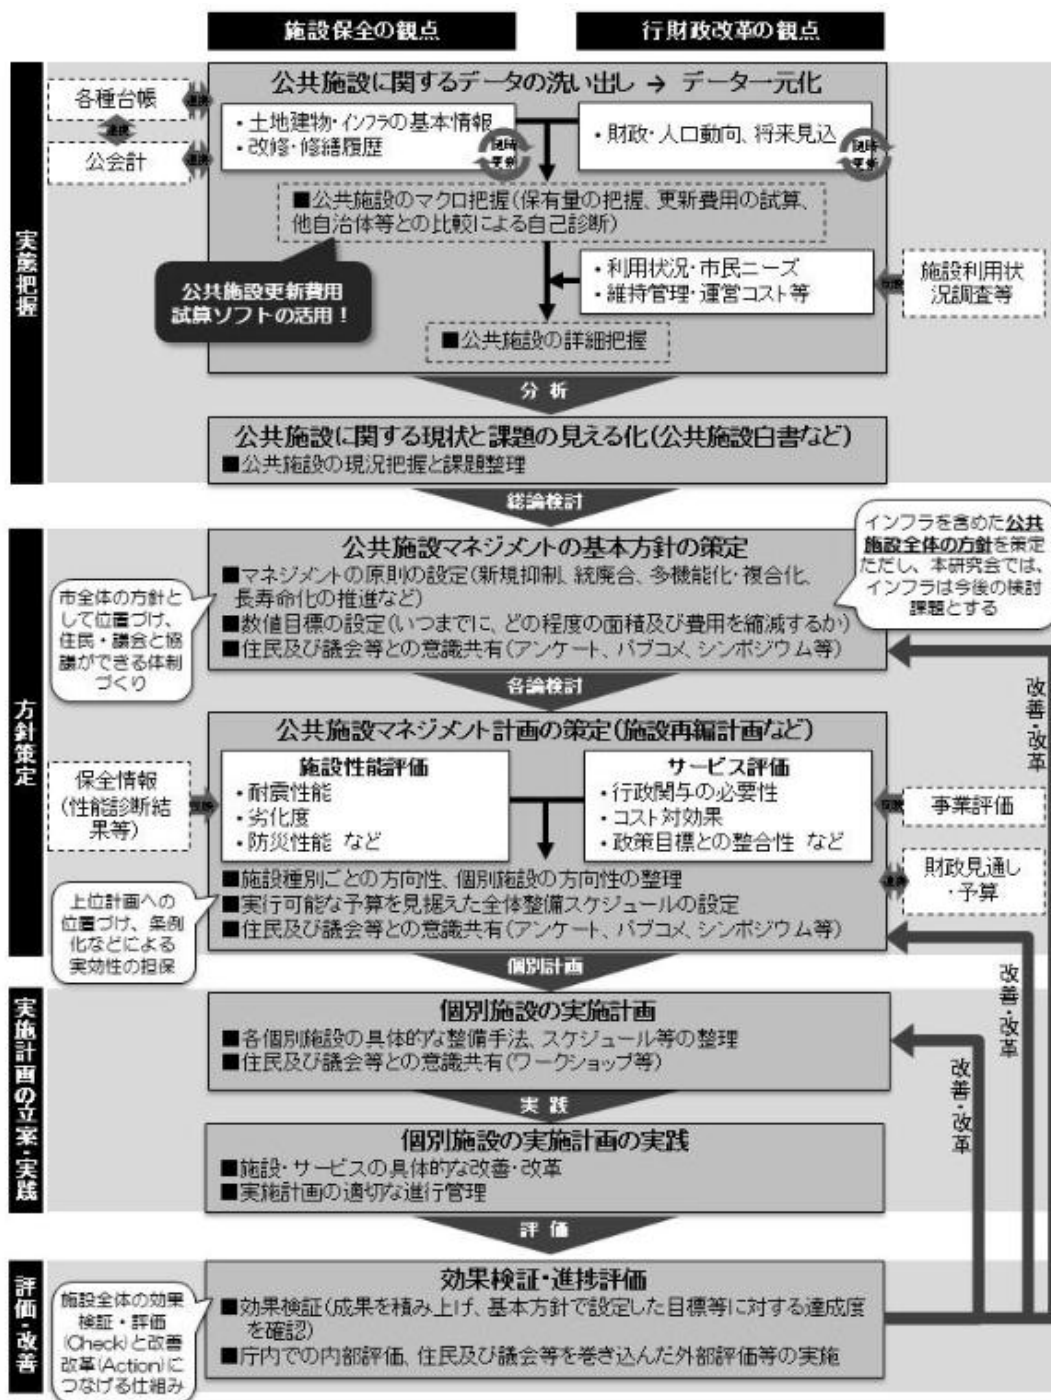 施設保全の観点
行財政改革の観点
実態把握
公共施設に関するデータの洗い出し → データ一元化
各種台帳
連携
公会計
連携
連携
・土地建物・インフラの基本情報
・改修・修繕履歴
随時
更新
・財政・人口動向、将来見込
随時
更新
■公共施設のマクロ把握(保有量の把握、更新費用の試算、
他自治体等との比較による自己診断)
公共施設更新費用
試算ソフトの活用！
・利用状況・市民ニーズ
・維持管理・運営コスト等
反映
施設利用状
況調査等
■公共施設の詳細把握
分 析
公共施設に関する現状と課題の見える化(公共施設白書など)
■公共施設の現況把握と課題整理
総論検討
方針策定
公共施設マネジメントの基本方針の策定
■マネジメントの原則の設定(新規抑制、統廃合、多機能化・複合化、
長寿命化の推進など)
■数値目標の設定(いつまでに、どの程度の面積及び費用を縮減するか)
■住民及び議会等との意識共有(アンケート、パブコメ、シンポジウム等)
インフラを含めた公共
施設全体の方針を策定
ただし、本研究会では、
インフラは今後の検討
課題とする
市全体の方針と
して位置づけ、
住民・議会と協
議ができる体制
づくり
改善・改革
各論検討
公共施設マネジメント計画の策定(施設再編計画など)
施設性能評価
・耐震性能
・劣化度
・防災性能 など
サービス評価
・行政関与の必要性
・コスト対効果
・政策目標との整合性 など
保全情報
(性能診断結
果等)
反映
反映
事業評価
連携
財政見通し
・予算
■施設種別ごとの方向性、個別施設の方向性の整理
■実行可能な予算を見据えた全体整備スケジュールの設定
■住民及び議会等との意識共有(アンケート、パブコメ、シンポジウム等)
上位計画への
位置づけ、条例
化などによる
実効性の担保
改善・改革
個別計画
実施計画の立案・実践
個別施設の実施計画
■各個別施設の具体的な整備手法、スケジュール等の整理
■住民及び議会等との意識共有(ワークショップ等)
改善・改革
実 践
個別施設の実施計画の実践
■施設・サービスの具体的な改善・改革
■実施計画の適切な進行管理
評 価
評価・改善
効果検証・進捗評価
■効果検証(成果を積み上げ、基本方針で設定した目標等に対する達成度
を確認)
■庁内での内部評価、住民及び議会等を巻き込んだ外部評価等の実施
施設全体の効果
検証・評価
(Check)と改善
改革(Action)に
つなげる仕組み